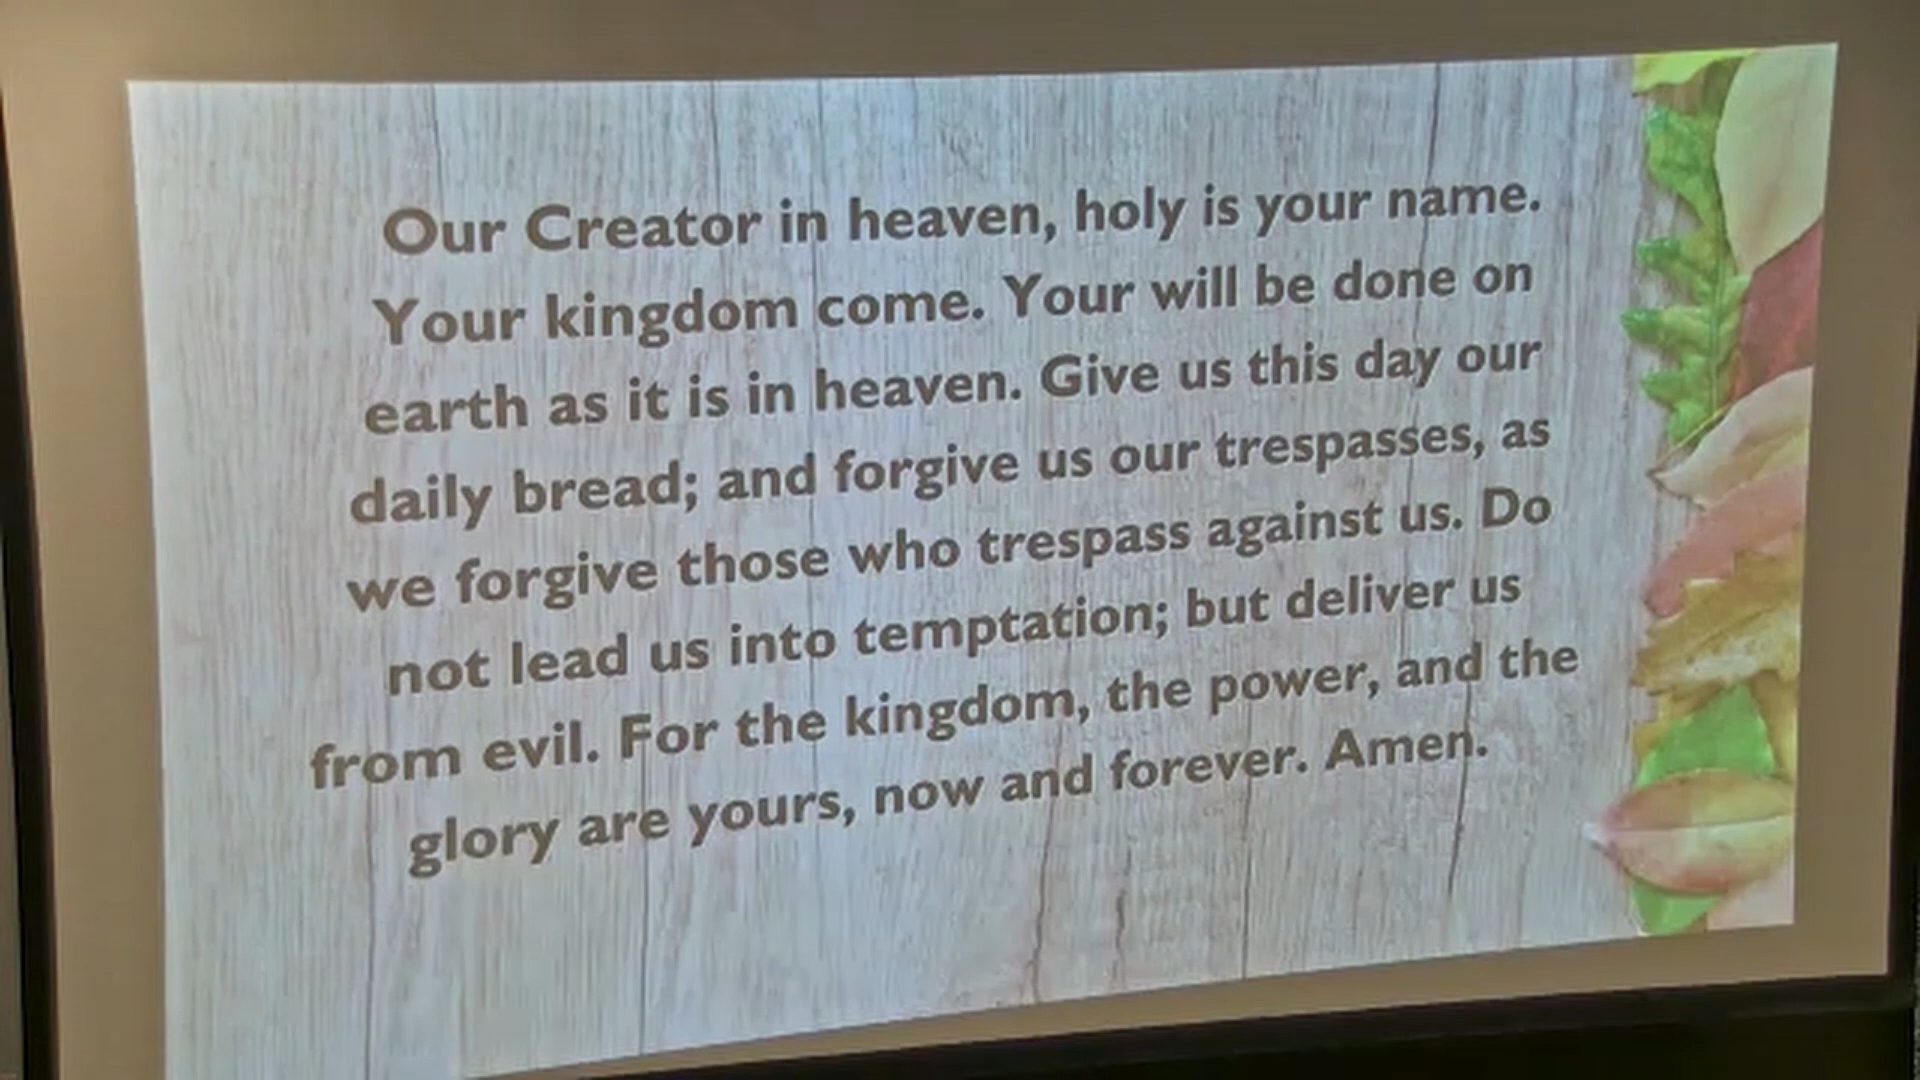 Our Creator in heaven, holy is your name.
Your kingdom come. Your will be done on
earth as it is in heaven. Give us this day our
daily bread; and forgive us our trespasses, as
we forgive those who trespass against us. Do
not lead us into temptation; but deliver us
from evil. For the kingdom, the power, and the
glory are yours, now and forever. Amen.